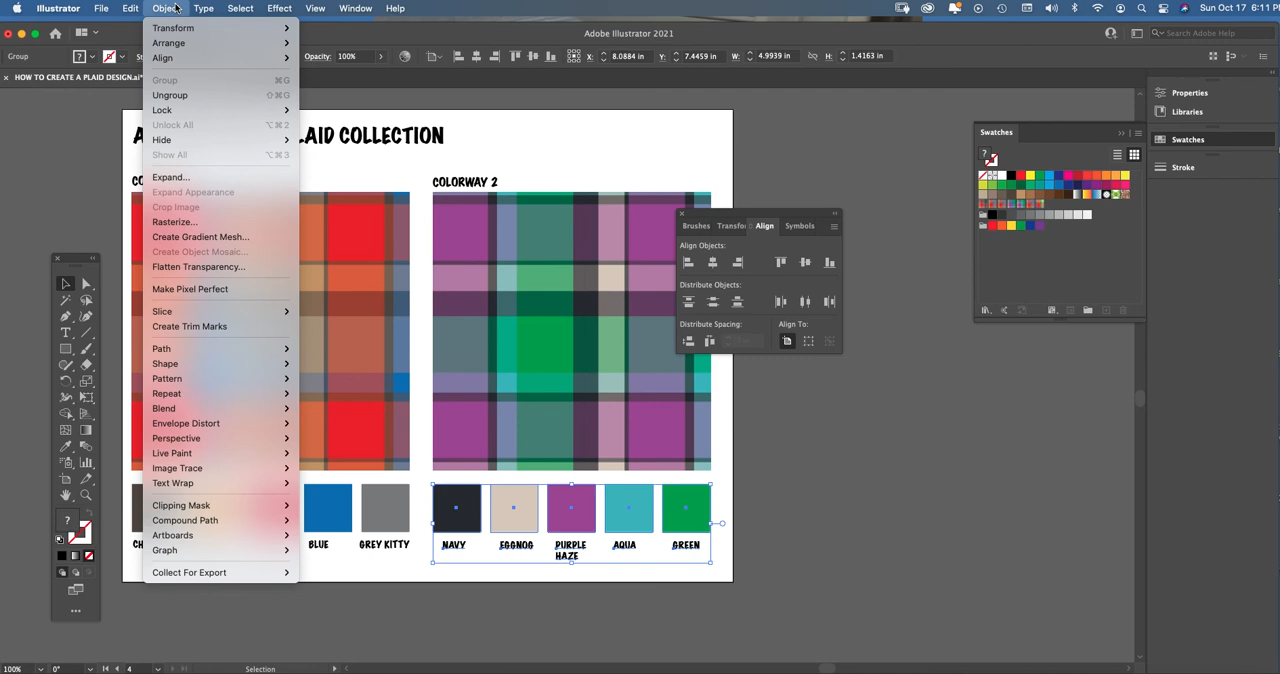 Illustrator File Edit Object Type Select Effect View Window Help Sun Oct 17 6:11 PM
Adobe Illustrator 2021 Search Adobe Help
Group Opacity: 100% X: 8.0884 in Y: 7.4459 in W: 4.9939 in H: 1.4163 in
HOW TO CREATE A PLAID DESIGN.ai*
Transform
Arrange
Align
Group ⌘G
Ungroup ⇧⌘G
Lock
Unlock All ⌥⌘2
Hide
Show All ⌥⌘3
Expand...
Expand Appearance
Crop Image
Rasterize...
Create Gradient Mesh...
Create Object Mosaic...
Flatten Transparency...
Make Pixel Perfect
Slice
Create Trim Marks
Path
Shape
Pattern
Repeat
Blend
Envelope Distort
Perspective
Live Paint
Image Trace
Text Wrap
Clipping Mask
Compound Path
Artboards
Graph
Collect For Export
LAID COLLECTION
COLORWAY 2
BLUE GREY KITTY
NAVY EGGNOG PURPLE HAZE AQUA GREEN
Brushes Transfor Align Symbols
Align Objects:
Distribute Objects:
Distribute Spacing: Align To:
Swatches
Properties
Libraries
Swatches
Stroke
100% 0° 4 Selection